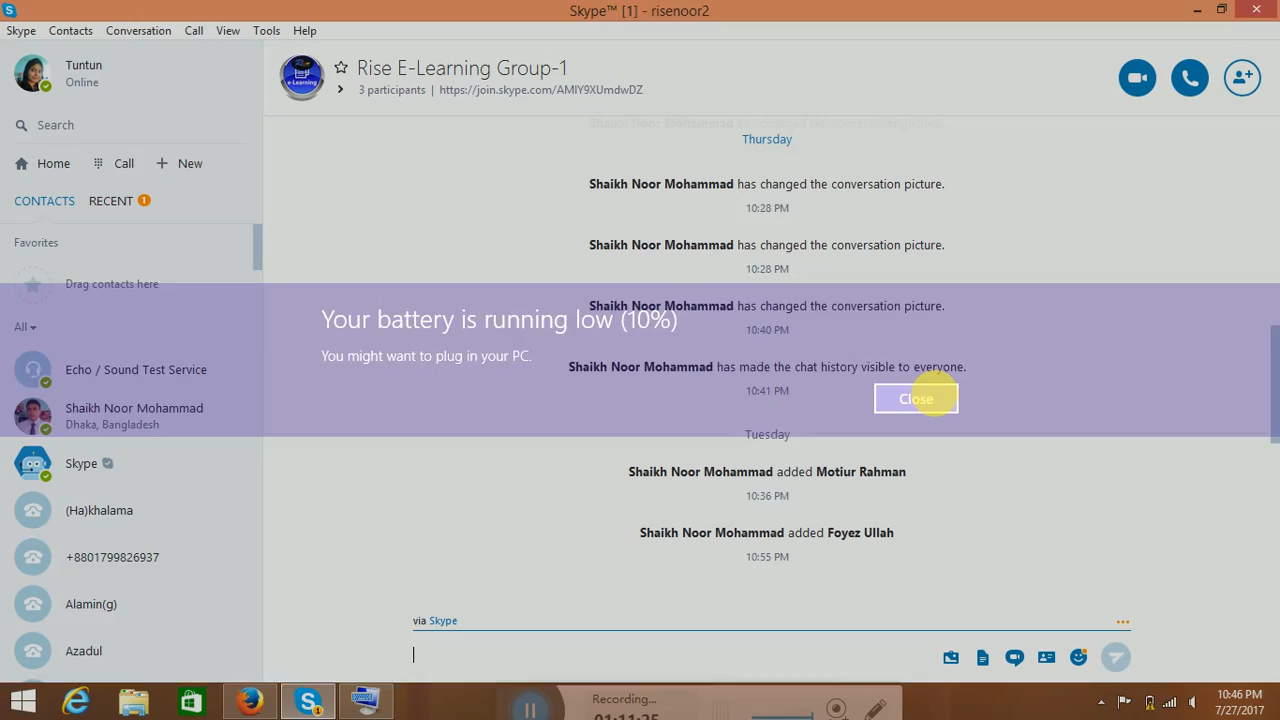 Skype™ [1] - risenoor2
Skype Contacts Conversation Call View Tools Help
Tuntun
Online
Search
Home Call New
CONTACTS RECENT 1
Favorites
Drag contacts here
All
Echo / Sound Test Service
Shaikh Noor Mohammad
Dhaka, Bangladesh
Skype
(Ha)khalama
+8801799826937
Alamin(g)
Azadul
e-Learning
Rise E-Learning Group-1
3 participants | https://join.skype.com/AMIY9XUmdwDZ
Thursday
Shaikh Noor Mohammad has changed the conversation picture.
10:28 PM
Shaikh Noor Mohammad has changed the conversation picture.
10:28 PM
Shaikh Noor Mohammad has changed the conversation picture.
10:40 PM
Shaikh Noor Mohammad has made the chat history visible to everyone.
10:41 PM
Your battery is running low (10%)
You might want to plug in your PC.
Close
Tuesday
Shaikh Noor Mohammad added Motiur Rahman
10:36 PM
Shaikh Noor Mohammad added Foyez Ullah
10:55 PM
via Skype
Recording...
01:11:25
10:46 PM
7/27/2017